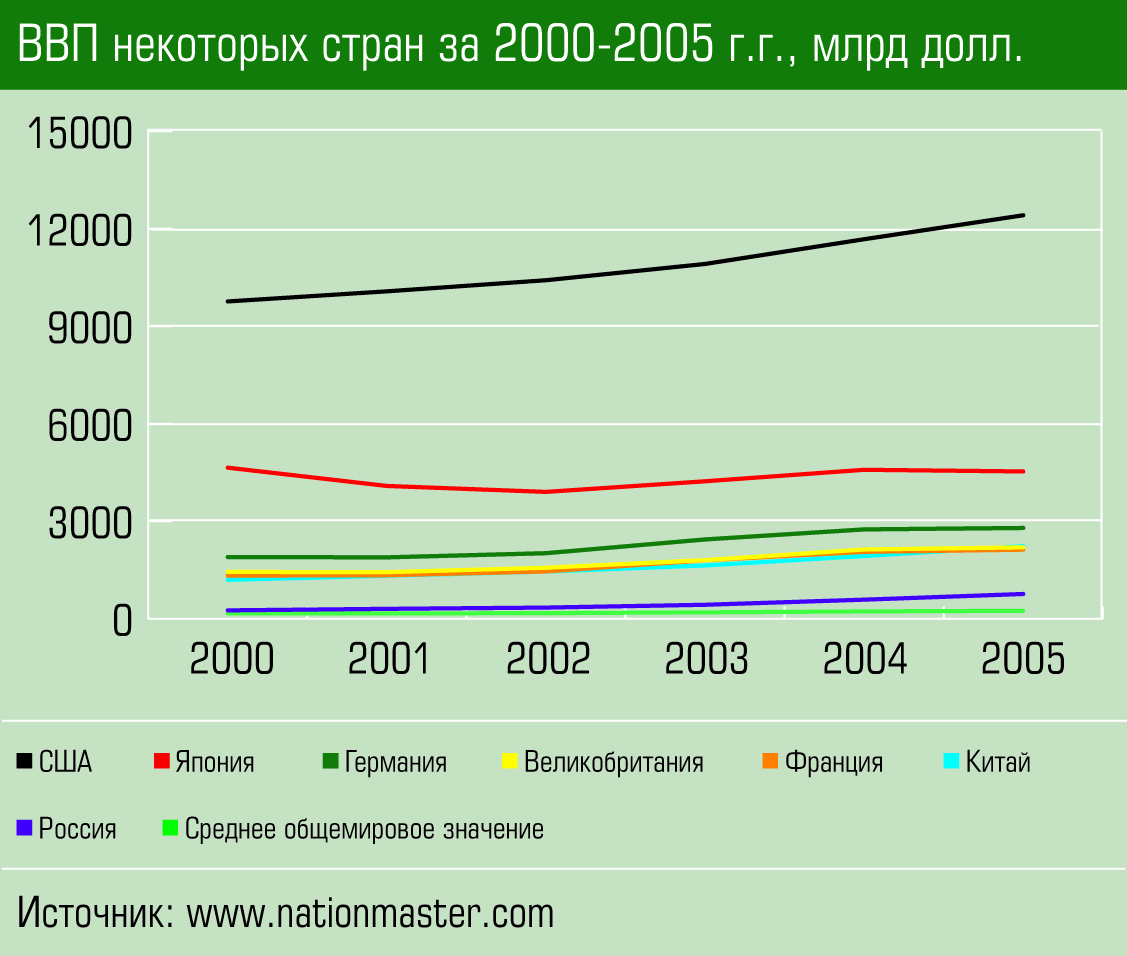 ВВП некоторых стран за 2000-2005 г.г., млрд долл.
15000
12000
9000
6000
3000
0
2000 2001 2002 2003 2004 2005
США Япония Германия Великобритания Франция Китай
Россия Среднее общемировое значение
Источник: www.nationmaster.com